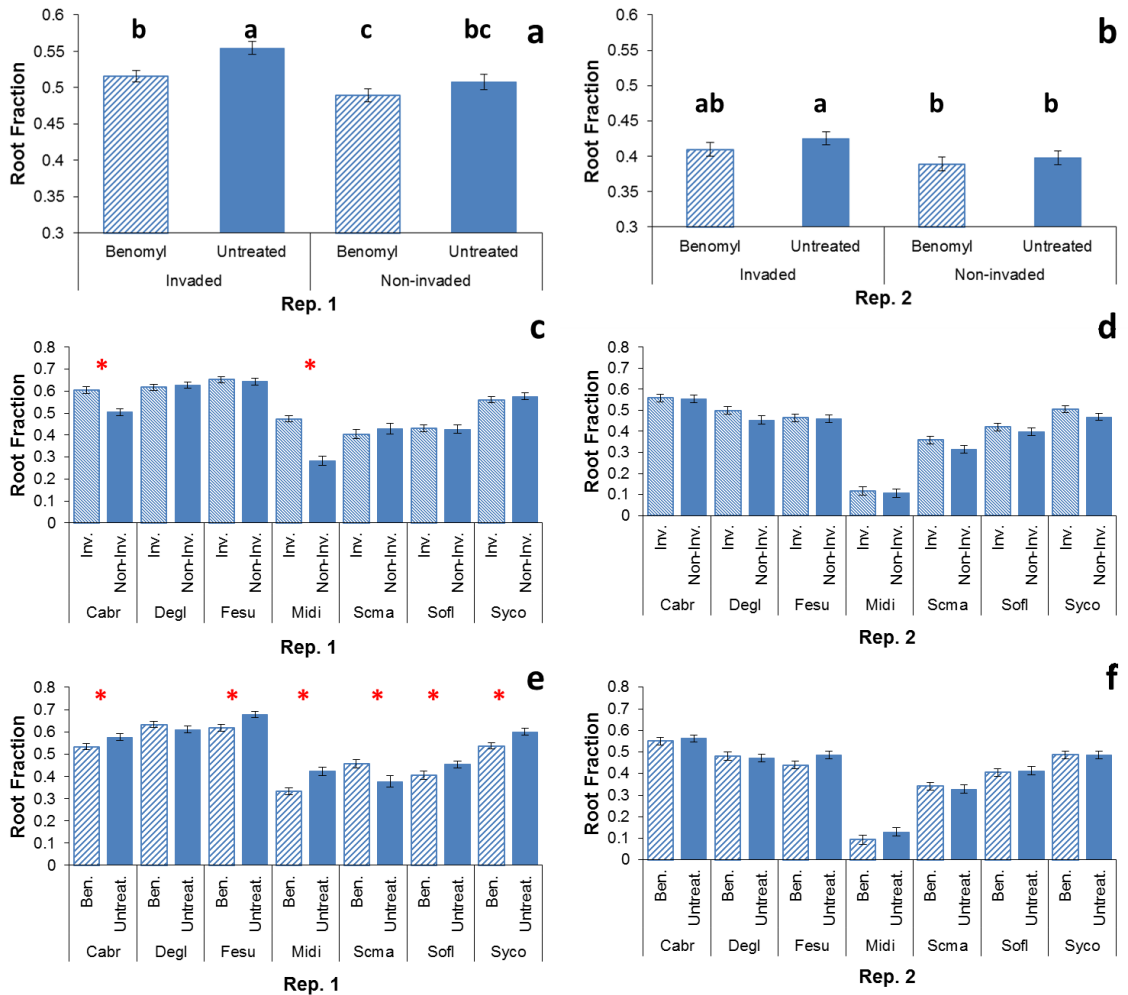 a
0.6
b a c bc
0.55
0.5
0.45
0.4
0.35
0.3
Root Fraction
Benomyl Untreated Benomyl Untreated
Invaded Non-invaded
Rep. 1
b
0.6
0.55
0.5
ab a b b
0.45
0.4
0.35
0.3
Root Fraction
Benomyl Untreated Benomyl Untreated
Invaded Non-invaded
Rep. 2
c
0.8
0.7
* *
0.6
0.5
0.4
0.3
0.2
0.1
0
Root Fraction
Inv. Non-Inv. Inv. Non-Inv. Inv. Non-Inv. Inv. Non-Inv. Inv. Non-Inv. Inv. Non-Inv. Inv. Non-Inv.
Cabr Degl Fesu Midi Scma Sofl Syco
Rep. 1
d
0.8
0.7
0.6
0.5
0.4
0.3
0.2
0.1
0
Root Fraction
Inv. Non-Inv. Inv. Non-Inv. Inv. Non-Inv. Inv. Non-Inv. Inv. Non-Inv. Inv. Non-Inv. Inv. Non-Inv.
Cabr Degl Fesu Midi Scma Sofl Syco
Rep. 2
e
0.8
* * * * * *
0.7
0.6
0.5
0.4
0.3
0.2
0.1
0
Root Fraction
Ben. Untreat. Ben. Untreat. Ben. Untreat. Ben. Untreat. Ben. Untreat. Ben. Untreat. Ben. Untreat.
Cabr Degl Fesu Midi Scma Sofl Syco
Rep. 1
f
0.8
0.7
0.6
0.5
0.4
0.3
0.2
0.1
0
Root Fraction
Ben. Untreat. Ben. Untreat. Ben. Untreat. Ben. Untreat. Ben. Untreat. Ben. Untreat. Ben. Untreat.
Cabr Degl Fesu Midi Scma Sofl Syco
Rep. 2